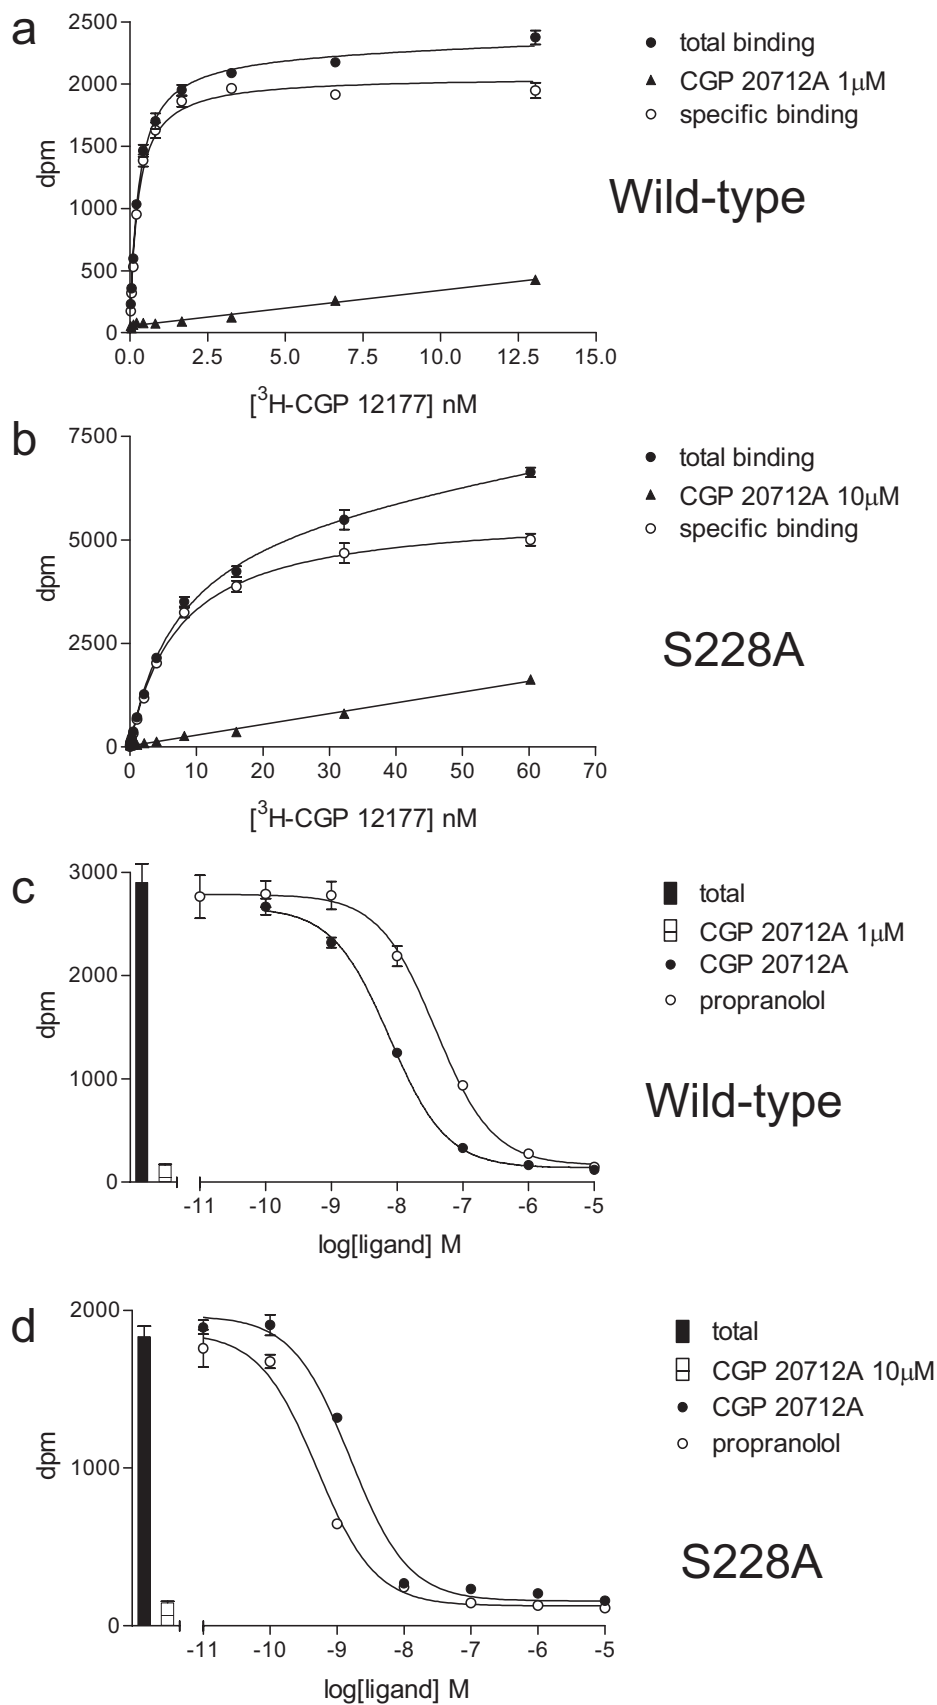 a
2500
2000
1500
1000
500
0
dpm
0.0 2.5 5.0 7.5 10.0 12.5 15.0
[³H-CGP 12177] nM
total binding
CGP 20712A 1μM
specific binding
Wild-type
b
7500
5000
2500
0
dpm
0 10 20 30 40 50 60 70
[³H-CGP 12177] nM
total binding
CGP 20712A 10μM
specific binding
S228A
c
3000
2000
1000
0
dpm
-11 -10 -9 -8 -7 -6 -5
log[ligand] M
total
CGP 20712A 1μM
CGP 20712A
propranolol
Wild-type
d
2000
1000
0
dpm
-11 -10 -9 -8 -7 -6 -5
log[ligand] M
total
CGP 20712A 10μM
CGP 20712A
propranolol
S228A